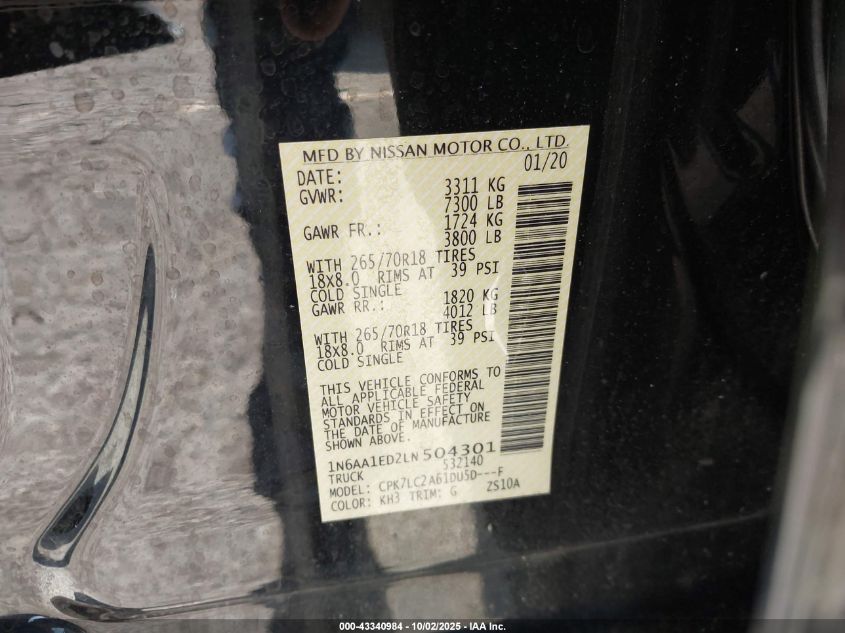 MFD BY NISSAN MOTOR CO., LTD.
DATE: 01/20
GVWR: 3311 KG
7300 LB
GAWR FR.: 1724 KG
3800 LB
WITH 265/70R18 TIRES
18X8.0 RIMS AT 39 PSI
COLD SINGLE
GAWR RR.: 1820 KG
4012 LB
WITH 265/70R18 TIRES
18X8.0 RIMS AT 39 PSI
COLD SINGLE
THIS VEHICLE CONFORMS TO
ALL APPLICABLE FEDERAL
MOTOR VEHICLE SAFETY
STANDARDS IN EFFECT ON
THE DATE OF MANUFACTURE
SHOWN ABOVE.
1N6AA1ED2LN504301
TRUCK 532140
MODEL: CPK7LC2A61DU5D---F
COLOR: KH3 TRIM: G ZS10A
000-43340984 - 10/02/2025 - IAA Inc.